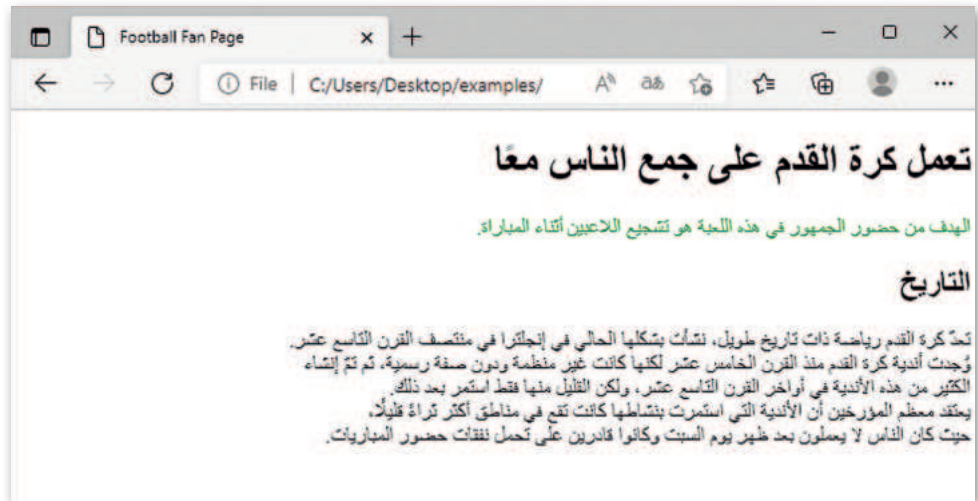 Football Fan Page
File | C:/Users/Desktop/examples/
تعمل كرة القدم على جمع الناس معًا
الهدف من حضور الجمهور في هذه اللعبة هو تشجيع اللاعبين أثناء المباراة.
التاريخ
تعدّ كرة القدم رياضة ذات تاريخ طويل، نشأت بشكلها الحالي في إنجلترا في منتصف القرن التاسع عشر.
وُجدت أندية كرة القدم منذ القرن الخامس عشر لكنها كانت غير منظمة ودون صفة رسمية، ثم تمّ إنشاء
الكثير من هذه الأندية في أواخر القرن التاسع عشر، ولكن القليل منها فقط استمر بعد ذلك.
يعتقد معظم المؤرخين أن الأندية التي استمرت بنشاطها كانت تقع في مناطق أكثر ثراءً قليلًا،
حيث كان الناس لا يعملون بعد ظهر يوم السبت وكانوا قادرين على تحمل نفقات حضور المباريات.